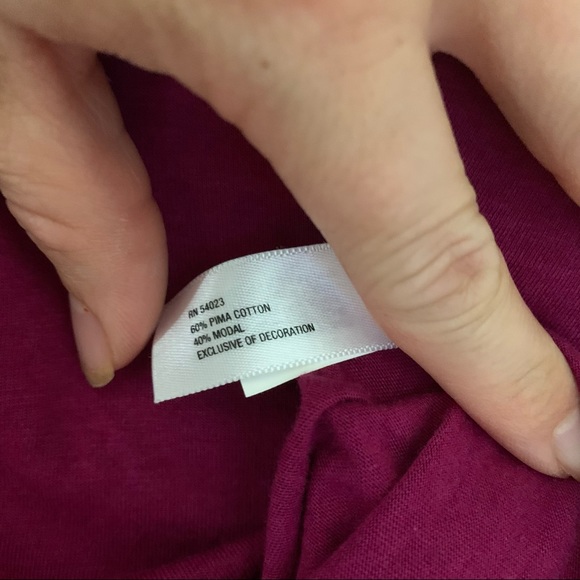 RN 54023
60% PIMA COTTON
40% MODAL
EXCLUSIVE OF DECORATION